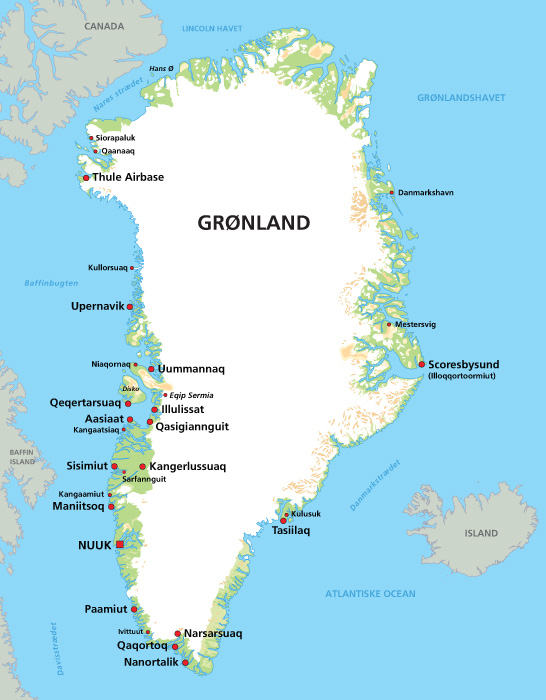 CANADA
LINCOLN HAVET
Hans Ø
Nares strædet
GRØNLANDSHAVET
Siorapaluk
Qaanaaq
Thule Airbase
Danmarkshavn
GRØNLAND
Kullorsuaq
Baffinbugten
Upernavik
Mestersvig
Niaqornaq
Uummannaq
Scoresbysund
(Illoqqortoormiut)
Disko
Eqip Sermia
Qeqertarsuaq
Illulissat
Aasiaat
Qasigiannguit
Kangaatsiaq
BAFFIN
ISLAND
Sisimiut
Kangerlussuaq
Sarfannguit
Danmarkstrædet
Kangaamiut
Maniitsoq
Kulusuk
Tasiilaq
ISLAND
NUUK
ATLANTISKE OCEAN
Paamiut
Ivittuut
Narsarsuaq
Qaqortoq
Nanortalik
Davisstrædet